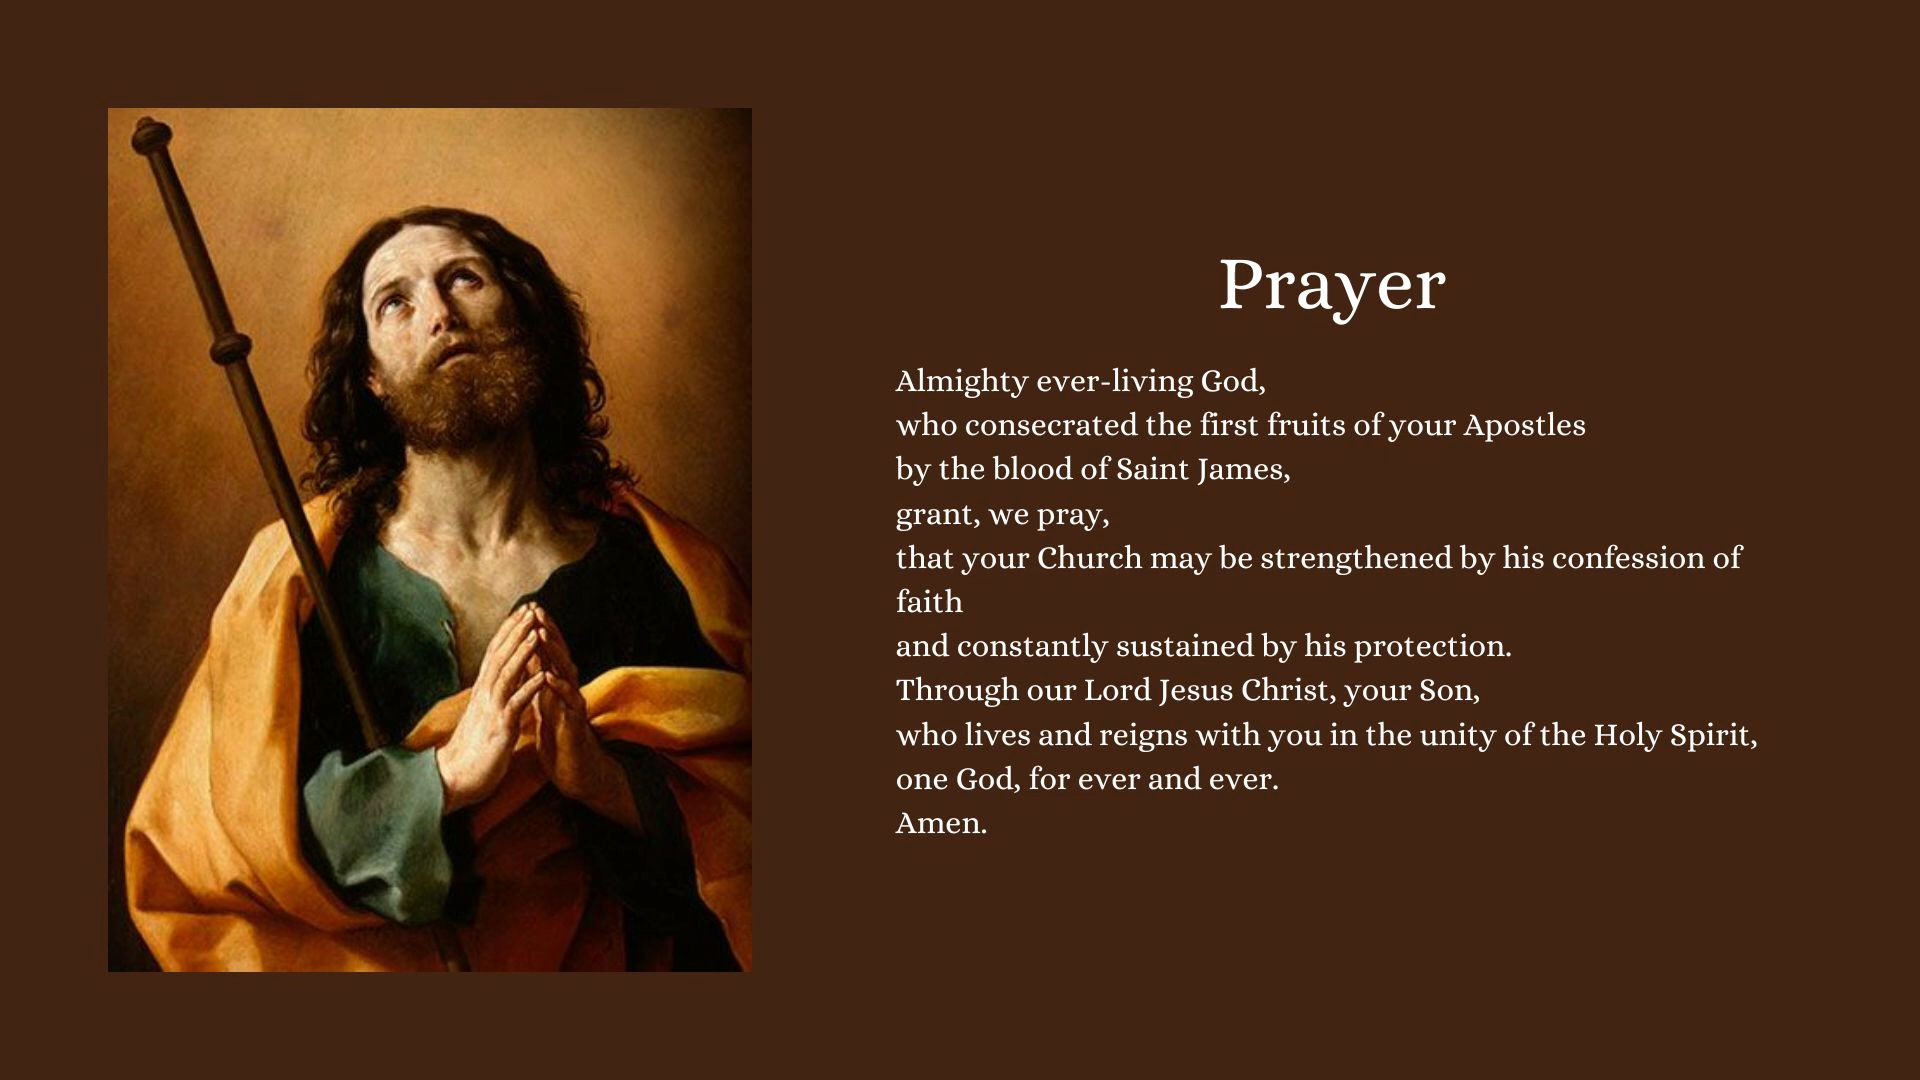 Prayer
Almighty ever-living God,
who consecrated the first fruits of your Apostles
by the blood of Saint James,
grant, we pray,
that your Church may be strengthened by his confession of
faith
and constantly sustained by his protection.
Through our Lord Jesus Christ, your Son,
who lives and reigns with you in the unity of the Holy Spirit,
one God, for ever and ever.
Amen.